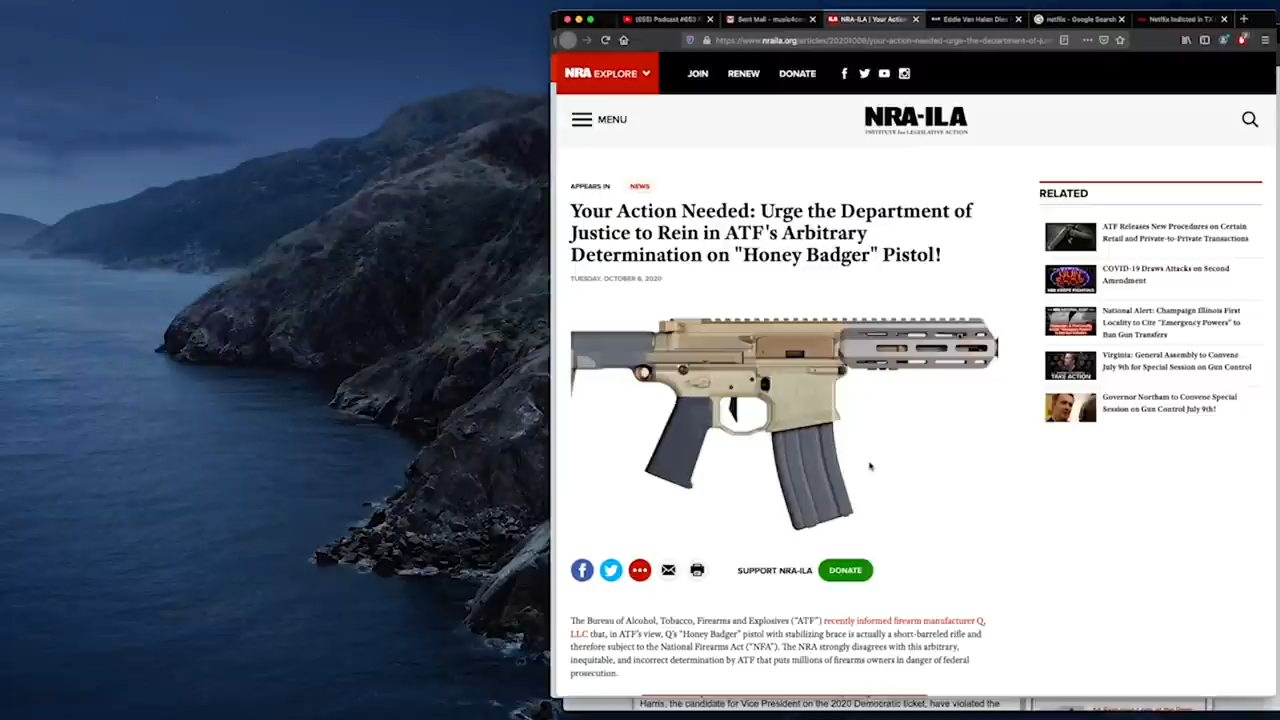 (655) Podcast #653 F
Sent Mail - music4
NRA-ILA | Your Action
Eddie Van Halen Dies
netflix - Google Search
Netflix Indicted in TX
https://www.nraila.org/articles/20201006/your-action-needed-urge-the-department-of-jus
NRA EXPLORE
JOIN
RENEW
DONATE
MENU
NRA-ILA
INSTITUTE for LEGISLATIVE ACTION
APPEARS IN NEWS
Your Action Needed: Urge the Department of
Justice to Rein in ATF's Arbitrary
Determination on "Honey Badger" Pistol!
TUESDAY, OCTOBER 6, 2020
SUPPORT NRA-ILA DONATE
The Bureau of Alcohol, Tobacco, Firearms and Explosives ("ATF") recently informed firearm manufacturer Q,
LLC that, in ATF's view, Q's "Honey Badger" pistol with stabilizing brace is actually a short-barreled rifle and
therefore subject to the National Firearms Act ("NFA"). The NRA strongly disagrees with this arbitrary,
inequitable, and incorrect determination by ATF that puts millions of firearms owners in danger of federal
prosecution.
RELATED
ATF Releases New Procedures on Certain
Retail and Private-to-Private Transactions
COVID-19 Draws Attacks on Second
Amendment
National Alert: Champaign Illinois First
Locality to Cite "Emergency Powers" to
Ban Gun Transfers
Virginia: General Assembly to Convene
July 9th for Special Session on Gun Control
Governor Northam to Convene Special
Session on Gun Control July 9th!
Harris, the candidate for Vice President on the 2020 Democratic ticket, have violated the